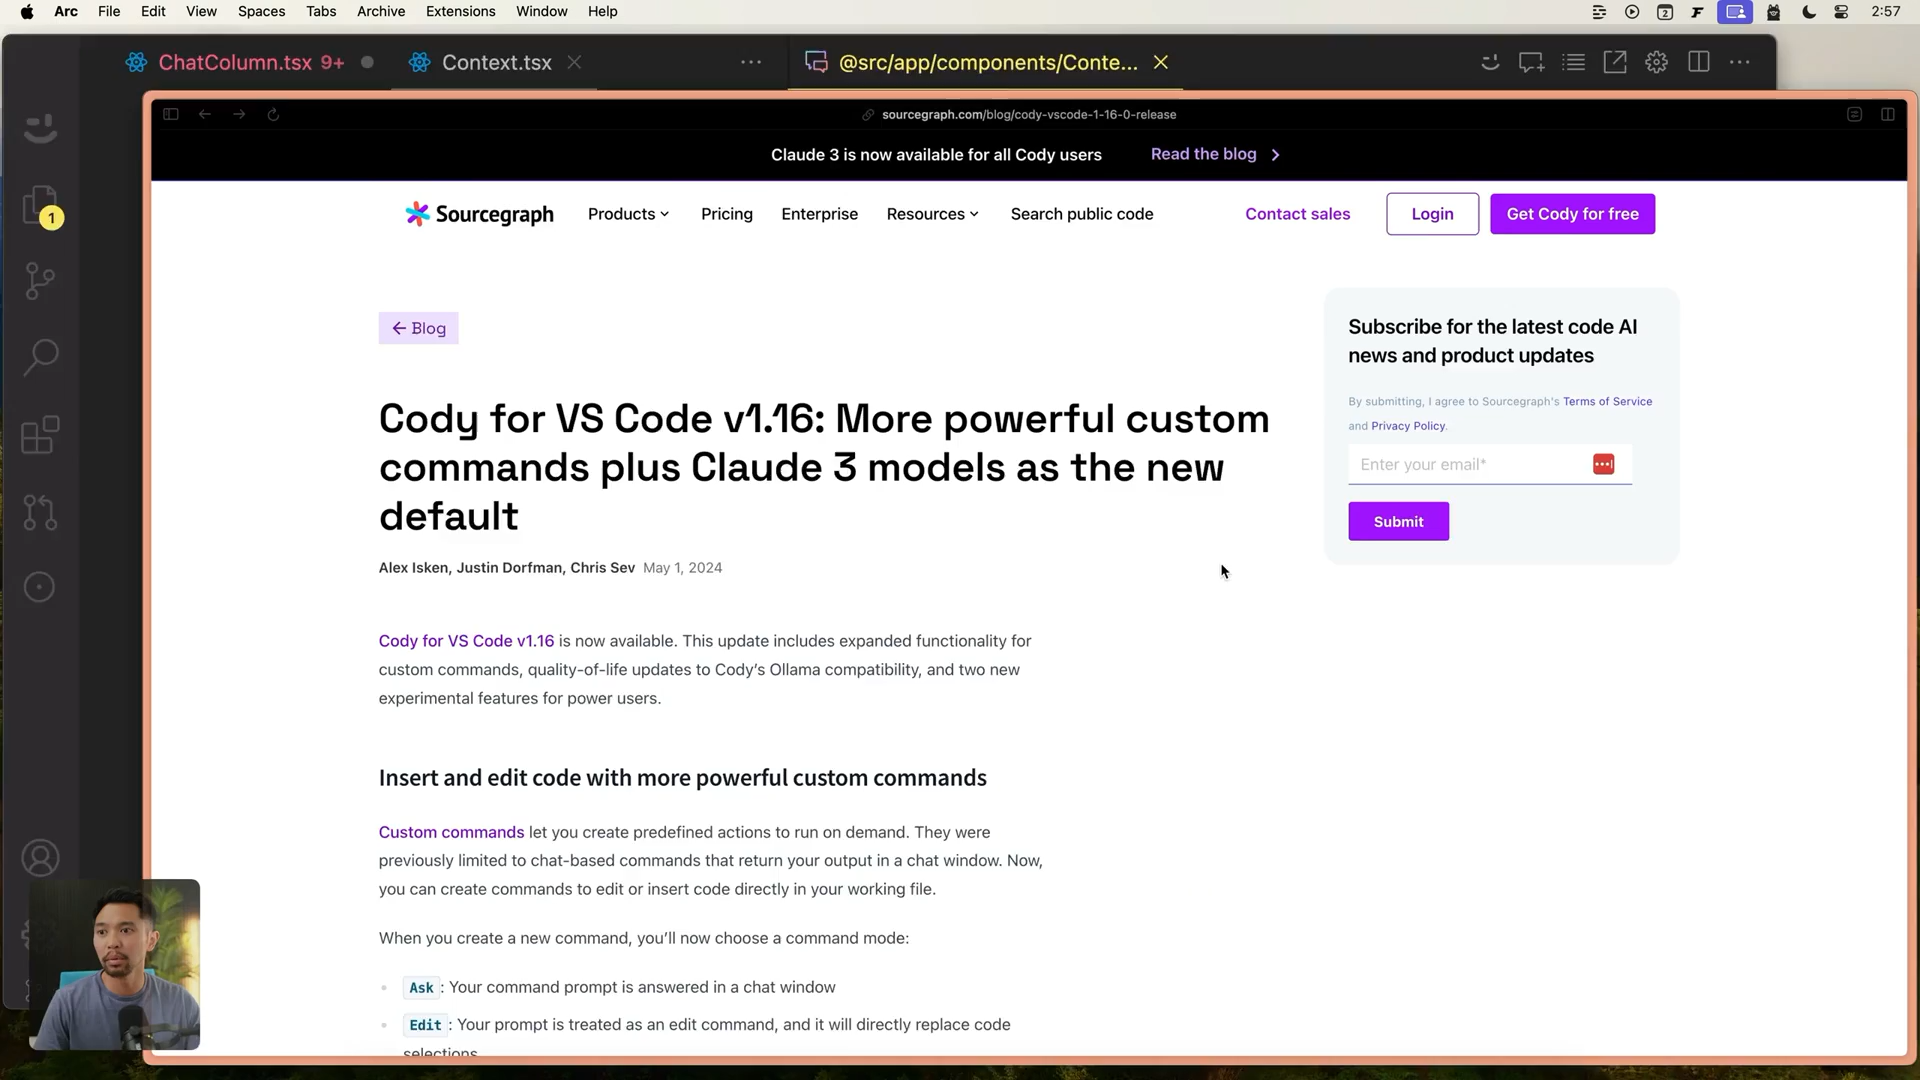 Arc File Edit View Spaces Tabs Archive Extensions Window Help 2 2:57
ChatColumn.tsx 9+ Context.tsx @src/app/components/Conte...
1
sourcegraph.com/blog/cody-vscode-1-16-0-release
Claude 3 is now available for all Cody users Read the blog
Sourcegraph Products Pricing Enterprise Resources Search public code Contact sales Login Get Cody for free
← Blog
Cody for VS Code v1.16: More powerful custom
commands plus Claude 3 models as the new
default
Alex Isken, Justin Dorfman, Chris Sev May 1, 2024
Cody for VS Code v1.16 is now available. This update includes expanded functionality for
custom commands, quality-of-life updates to Cody's Ollama compatibility, and two new
experimental features for power users.
Insert and edit code with more powerful custom commands
Custom commands let you create predefined actions to run on demand. They were
previously limited to chat-based commands that return your output in a chat window. Now,
you can create commands to edit or insert code directly in your working file.
When you create a new command, you'll now choose a command mode:
• Ask : Your command prompt is answered in a chat window
• Edit : Your prompt is treated as an edit command, and it will directly replace code
selections
Subscribe for the latest code AI
news and product updates
By submitting, I agree to Sourcegraph's Terms of Service
and Privacy Policy.
Enter your email*
Submit